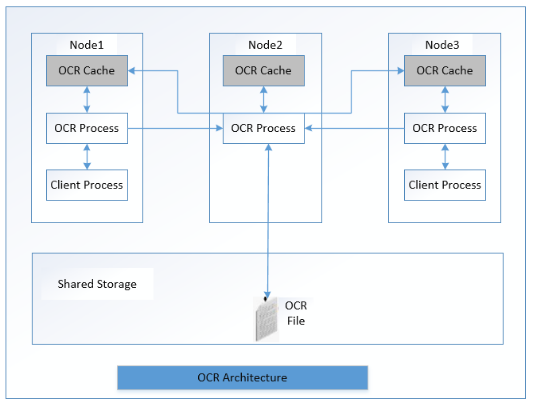 Node1
Node2
Node3
OCR Cache
OCR Cache
OCR Cache
OCR Process
OCR Process
OCR Process
Client Process
Client Process
Shared Storage
OCR
File
OCR Architecture